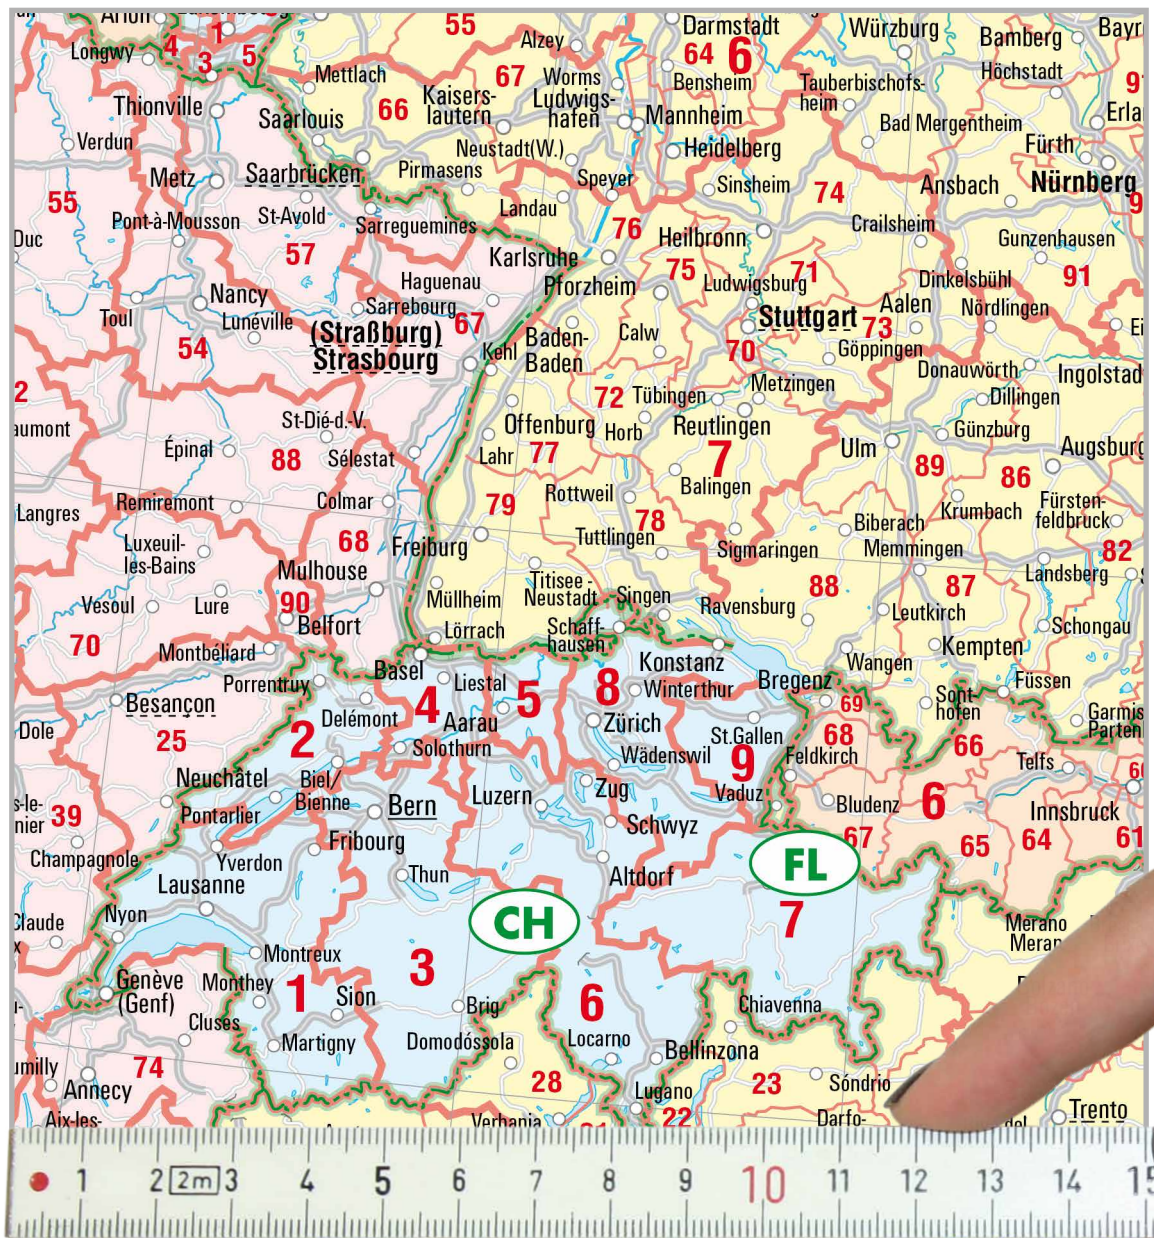 Arlon
1
55
Darmstadt
Würzburg
Bamberg
Longwy
4
3
5
Alzey
64
6
Höchstadt
Mettlach
67
Worms
Bensheim
Tauberbischofs-
heim
Thionville
66
Kaisers-
lautern
Ludwigs-
hafen
Mannheim
Saarlouis
Bad Mergentheim
Verdun
Neustadt(W.)
Heidelberg
Fürth
Metz
Saarbrücken
Pirmasens
Speyer
Sinsheim
74
Ansbach
Nürnberg
55
St-Avold
Landau
76
Pont-à-Mousson
Sarreguemines
Heilbronn
Crailsheim
Gunzenhausen
57
Karlsruhe
75
71
Dinkelsbühl
91
Haguenau
Pforzheim
Ludwigsburg
Nancy
Sarrebourg
67
Aalen
Nördlingen
Toul
Lunéville
(Straßburg)
Strasbourg
Baden-
Baden
Calw
Stuttgart
73
54
Kehl
70
Göppingen
Donauwörth
Ingolstad
72
Tübingen
Metzingen
Dillingen
St-Dié-d.-V.
Offenburg
Horb
Reutlingen
Günzburg
Épinal
88
Sélestat
Lahr
77
7
Ulm
89
86
Augsburg
Remiremont
Colmar
Rottweil
Balingen
Krumbach
Fürsten-
feldbruck
Langres
79
78
Biberach
68
Freiburg
Tuttlingen
Sigmaringen
Memmingen
82
Luxeuil-
les-Bains
Mulhouse
Titisee -
Neustadt
Singen
88
87
Landsberg
Vesoul
Lure
90
Müllheim
Ravensburg
Leutkirch
70
Belfort
Lörrach
Schaff-
hausen
Kempten
Schongau
Montbéliard
Basel
Konstanz
Wangen
Porrentruy
4
Liestal
5
8
Winterthur
Bregenz
Sont-
hofen
Füssen
Besançon
Delémont
Aarau
Zürich
69
Dole
25
2
Solothurn
Wädenswil
St.Gallen
68
66
Neuchâtel
Biel/
Bienne
9
Feldkirch
Telfs
39
Pontarlier
Bern
Luzern
Zug
Vaduz
Bludenz
6
Innsbruck
Champagnole
Fribourg
Schwyz
67
65
64
61
Yverdon
Thun
Altdorf
FL
Lausanne
Nyon
CH
7
Merano
Montreux
Genève
(Genf)
Monthey
1
3
6
Chiavenna
Sion
Brig
Cluses
Martigny
Domodóssola
Locarno
Bellinzona
74
28
23
Sóndrio
Annecy
Lugano
Aix-les-
Verbania
22
Darfo-
Trento
1 2 2m 3 4 5 6 7 8 9 10 11 12 13 14 15